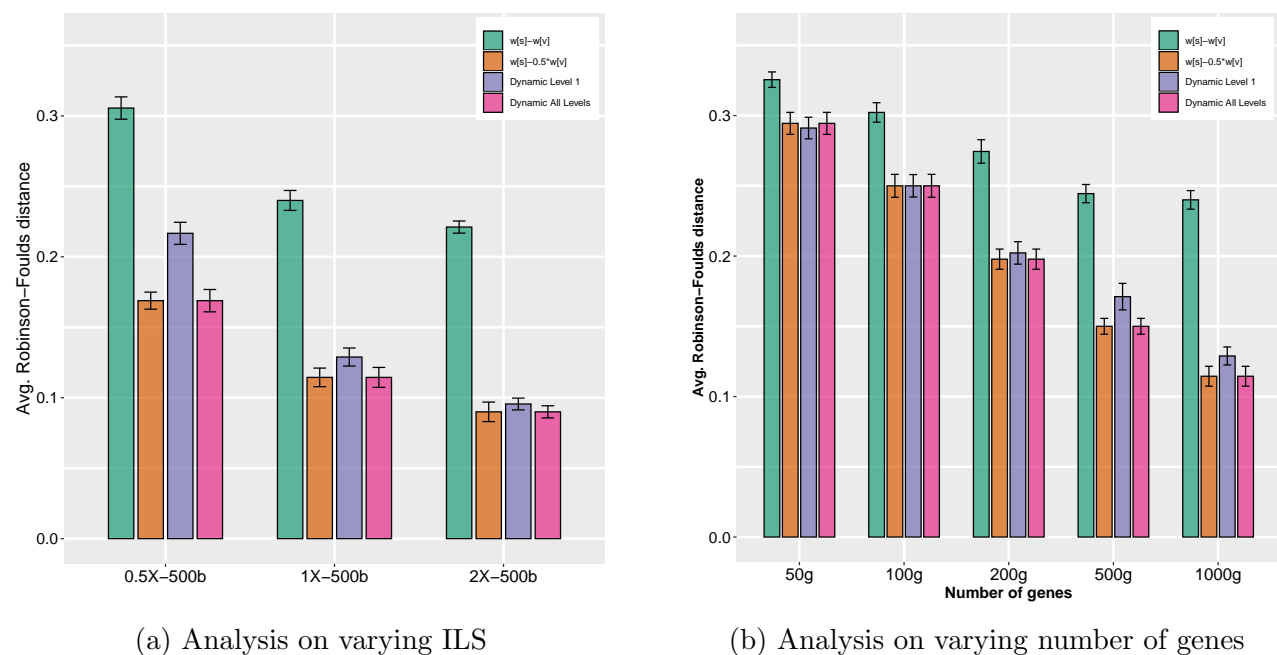 w[s]−w[v]
w[s]−0.5*w[v]
Dynamic Level 1
Dynamic All Levels
Avg. Robinson−Foulds distance
0.3
0.2
0.1
0.0
0.5X−500b
1X−500b
2X−500b
(a) Analysis on varying ILS
w[s]−w[v]
w[s]−0.5*w[v]
Dynamic Level 1
Dynamic All Levels
Avg. Robinson−Foulds distance
0.3
0.2
0.1
0.0
50g
100g
200g
500g
1000g
Number of genes
(b) Analysis on varying number of genes